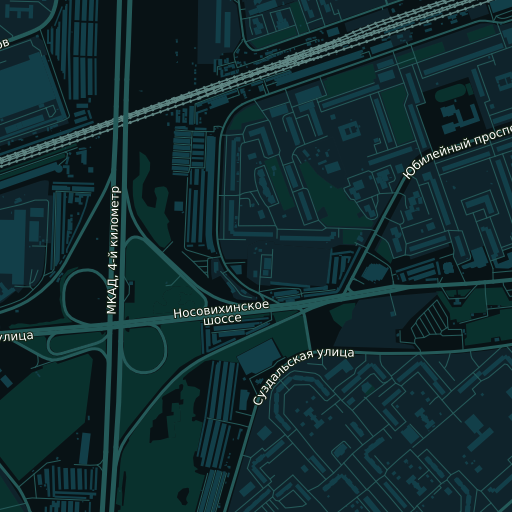 ов
Юбилейный проспе
МКАД, 4-й километр
Носовихинское
шоссе
улица
Суздальская улица